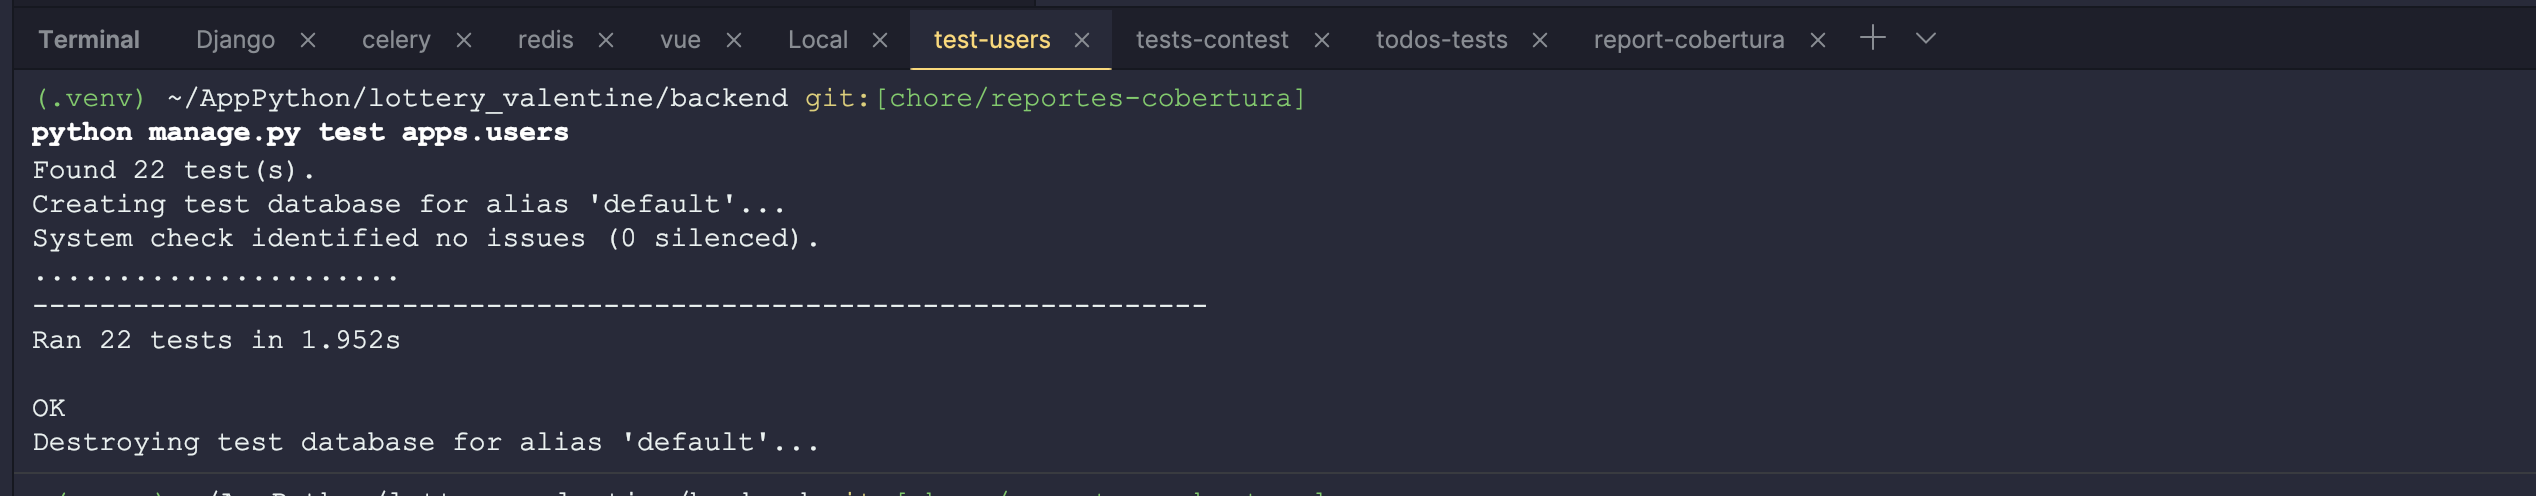 Terminal Django celery redis vue Local test-users tests-contest todos-tests report-cobertura
(.venv) ~/AppPython/lottery_valentine/backend git:[chore/reportes-cobertura]
python manage.py test apps.users
Found 22 test(s).
Creating test database for alias 'default'...
System check identified no issues (0 silenced).
......................
----------------------------------------------------------------------
Ran 22 tests in 1.952s
OK
Destroying test database for alias 'default'...